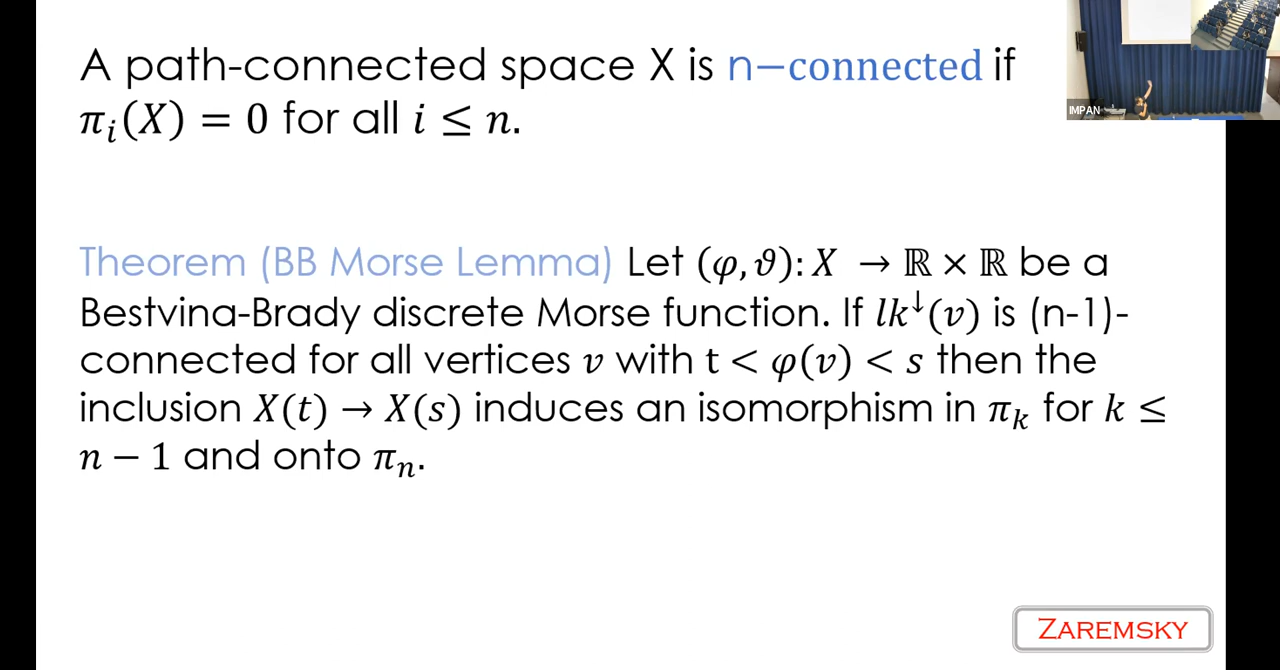 A path-connected space X is n−connected if
π_i(X) = 0 for all i ≤ n.
IMPAN
Theorem (BB Morse Lemma) Let (φ, ϑ): X → ℝ × ℝ be a
Bestvina-Brady discrete Morse function. If lk↓(v) is (n-1)-
connected for all vertices v with t < φ(v) < s then the
inclusion X(t) → X(s) induces an isomorphism in π_k for k ≤
n − 1 and onto π_n.
ZAREMSKY